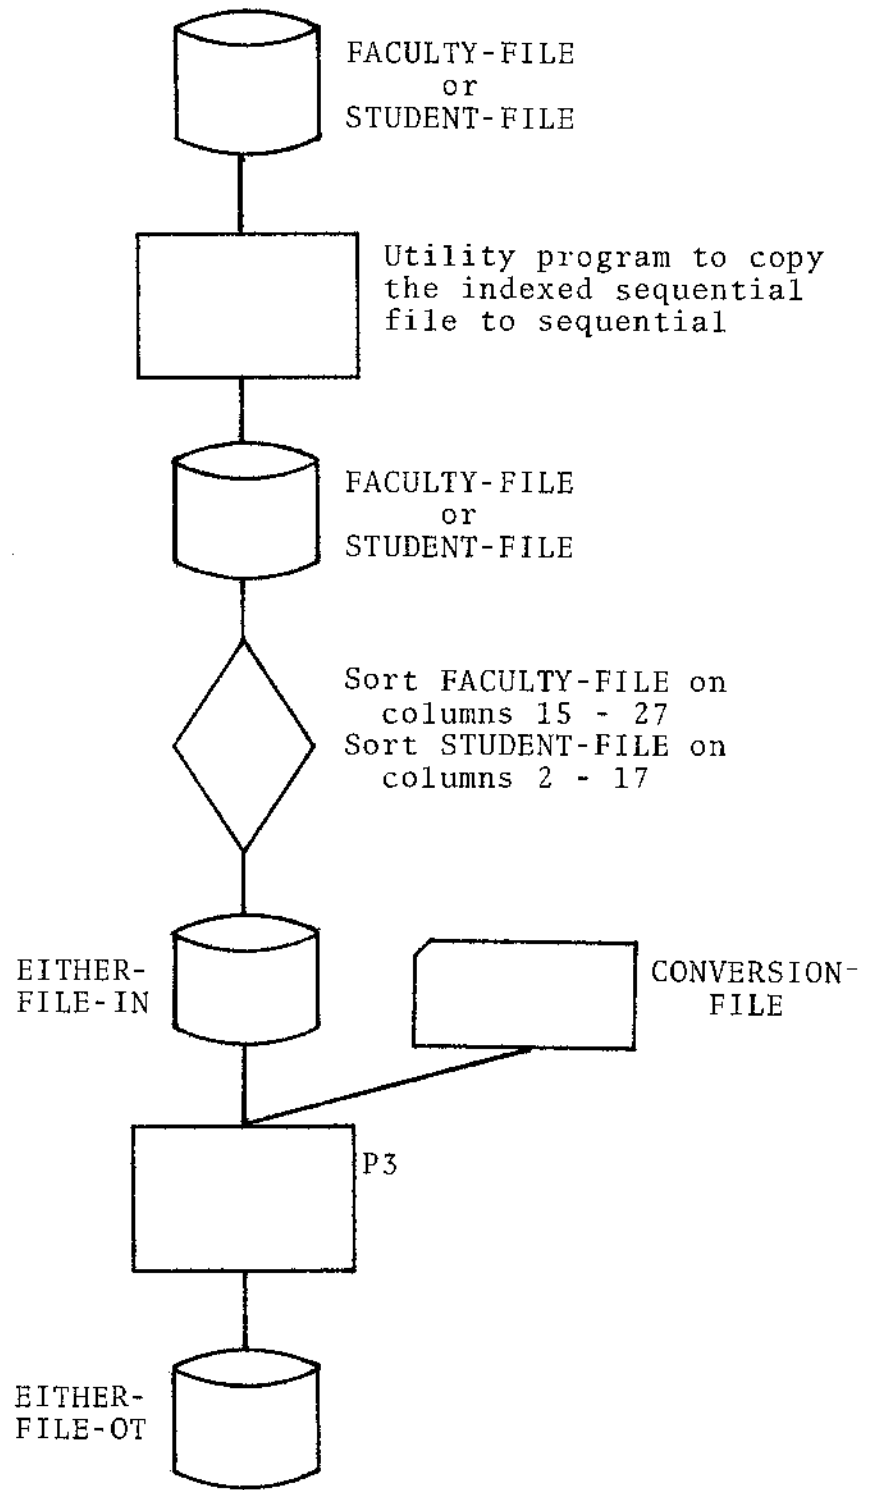 FACULTY-FILE
or
STUDENT-FILE
Utility program to copy
the indexed sequential
file to sequential
FACULTY-FILE
or
STUDENT-FILE
Sort FACULTY-FILE on
columns 15 - 27
Sort STUDENT-FILE on
columns 2 - 17
EITHER-
FILE-IN
CONVERSION-
FILE
P3
EITHER-
FILE-OT